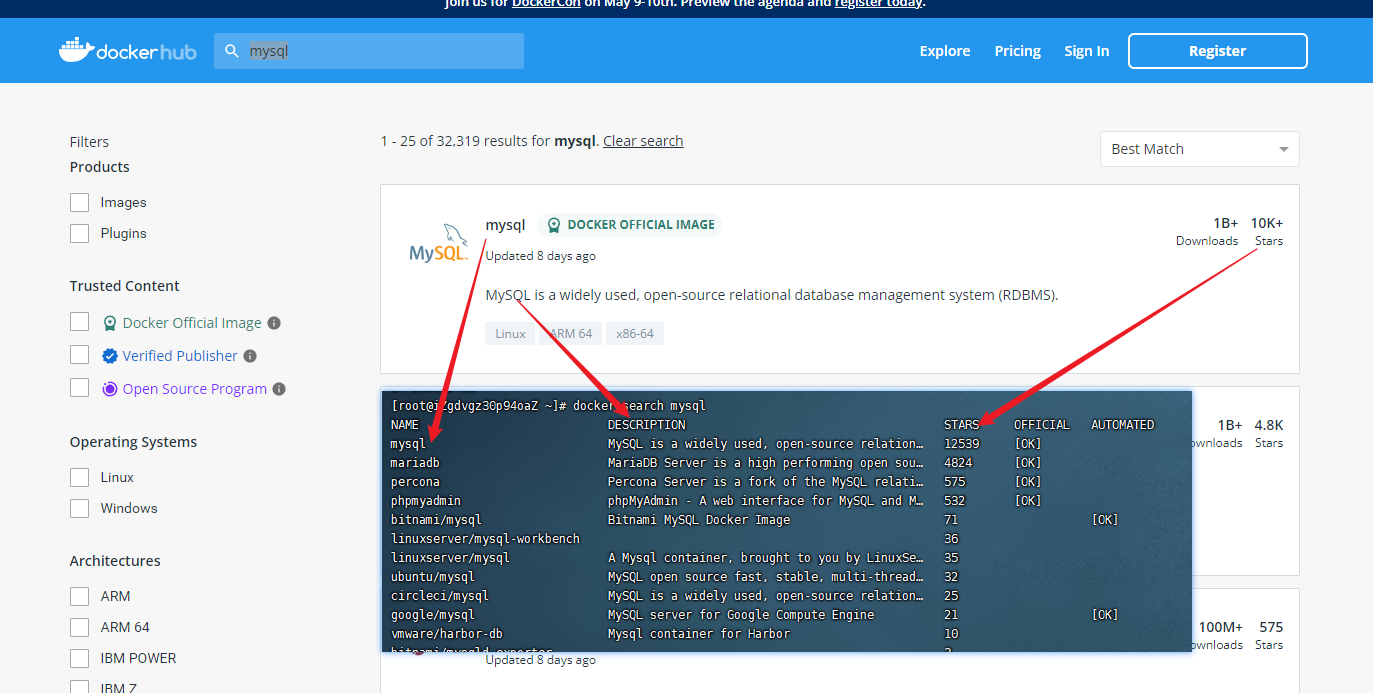 Join us for DockerCon on May 9-10th. Preview the agenda and register today.
docker hub
mysql
Explore Pricing Sign In Register
Filters
Products
Images
Plugins
Trusted Content
Docker Official Image
Verified Publisher
Open Source Program
Operating Systems
Linux
Windows
Architectures
ARM
ARM 64
IBM POWER
IBM Z
1 - 25 of 32,319 results for mysql. Clear search
Best Match
MySQL
mysql DOCKER OFFICIAL IMAGE
Updated 8 days ago
MySQL is a widely used, open-source relational database management system (RDBMS).
Linux ARM 64 x86-64
1B+ 10K+
Downloads Stars
[root@iZgdvgz30p94oaZ ~]# docker search mysql
NAME DESCRIPTION STARS OFFICIAL AUTOMATED
mysql MySQL is a widely used, open-source relation… 12539 [OK]
mariadb MariaDB Server is a high performing open sou… 4824 [OK]
percona Percona Server is a fork of the MySQL relati… 575 [OK]
phpmyadmin phpMyAdmin - A web interface for MySQL and M… 532 [OK]
bitnami/mysql Bitnami MySQL Docker Image 71 [OK]
linuxserver/mysql-workbench 36
linuxserver/mysql A Mysql container, brought to you by LinuxSe… 35
ubuntu/mysql MySQL open source fast, stable, multi-thread… 32
circleci/mysql MySQL is a widely used, open-source relation… 25
google/mysql MySQL server for Google Compute Engine 21 [OK]
vmware/harbor-db Mysql container for Harbor 10
bitnami/mysqld-exporter
1B+ 4.8K
ownloads Stars
100M+ 575
ownloads Stars
Updated 8 days ago